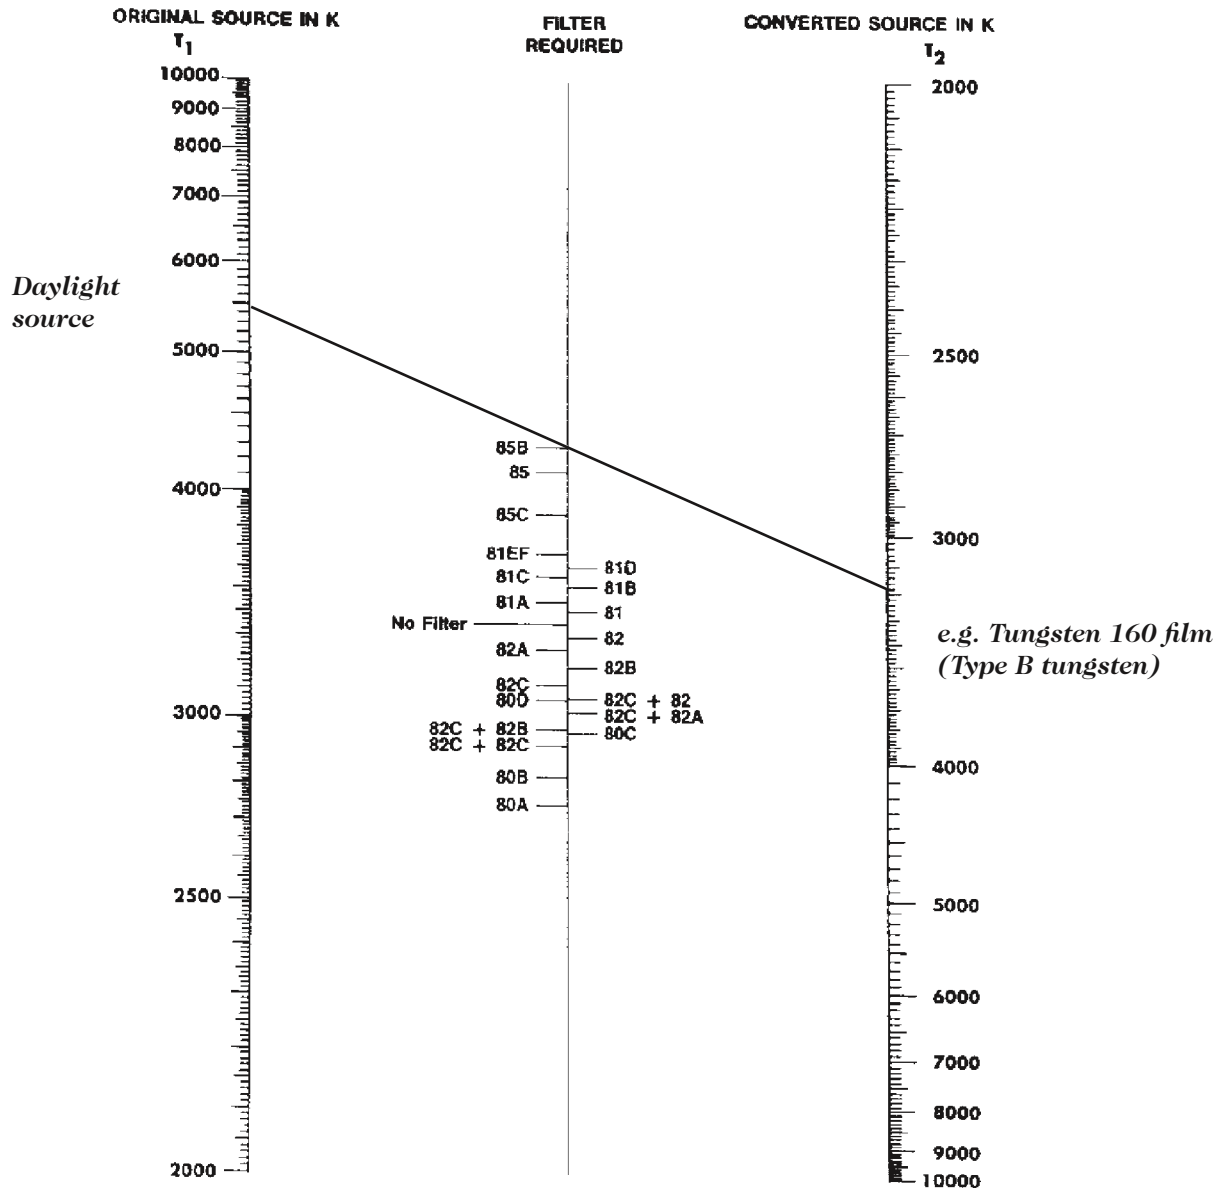 ORIGINAL SOURCE IN K
T1
FILTER
REQUIRED
CONVERTED SOURCE IN K
T2
10000
9000
8000
7000
6000
5000
4000
3000
2500
2000
Daylight
source
85B
85
85C
81EF
81D
81C
81B
81A
81
No Filter
82
82A
82B
82C
80D
82C + 82
82C + 82A
82C + 82B
80C
82C + 82C
80B
80A
2000
2500
3000
e.g. Tungsten 160 film
(Type B tungsten)
4000
5000
6000
7000
8000
9000
10000